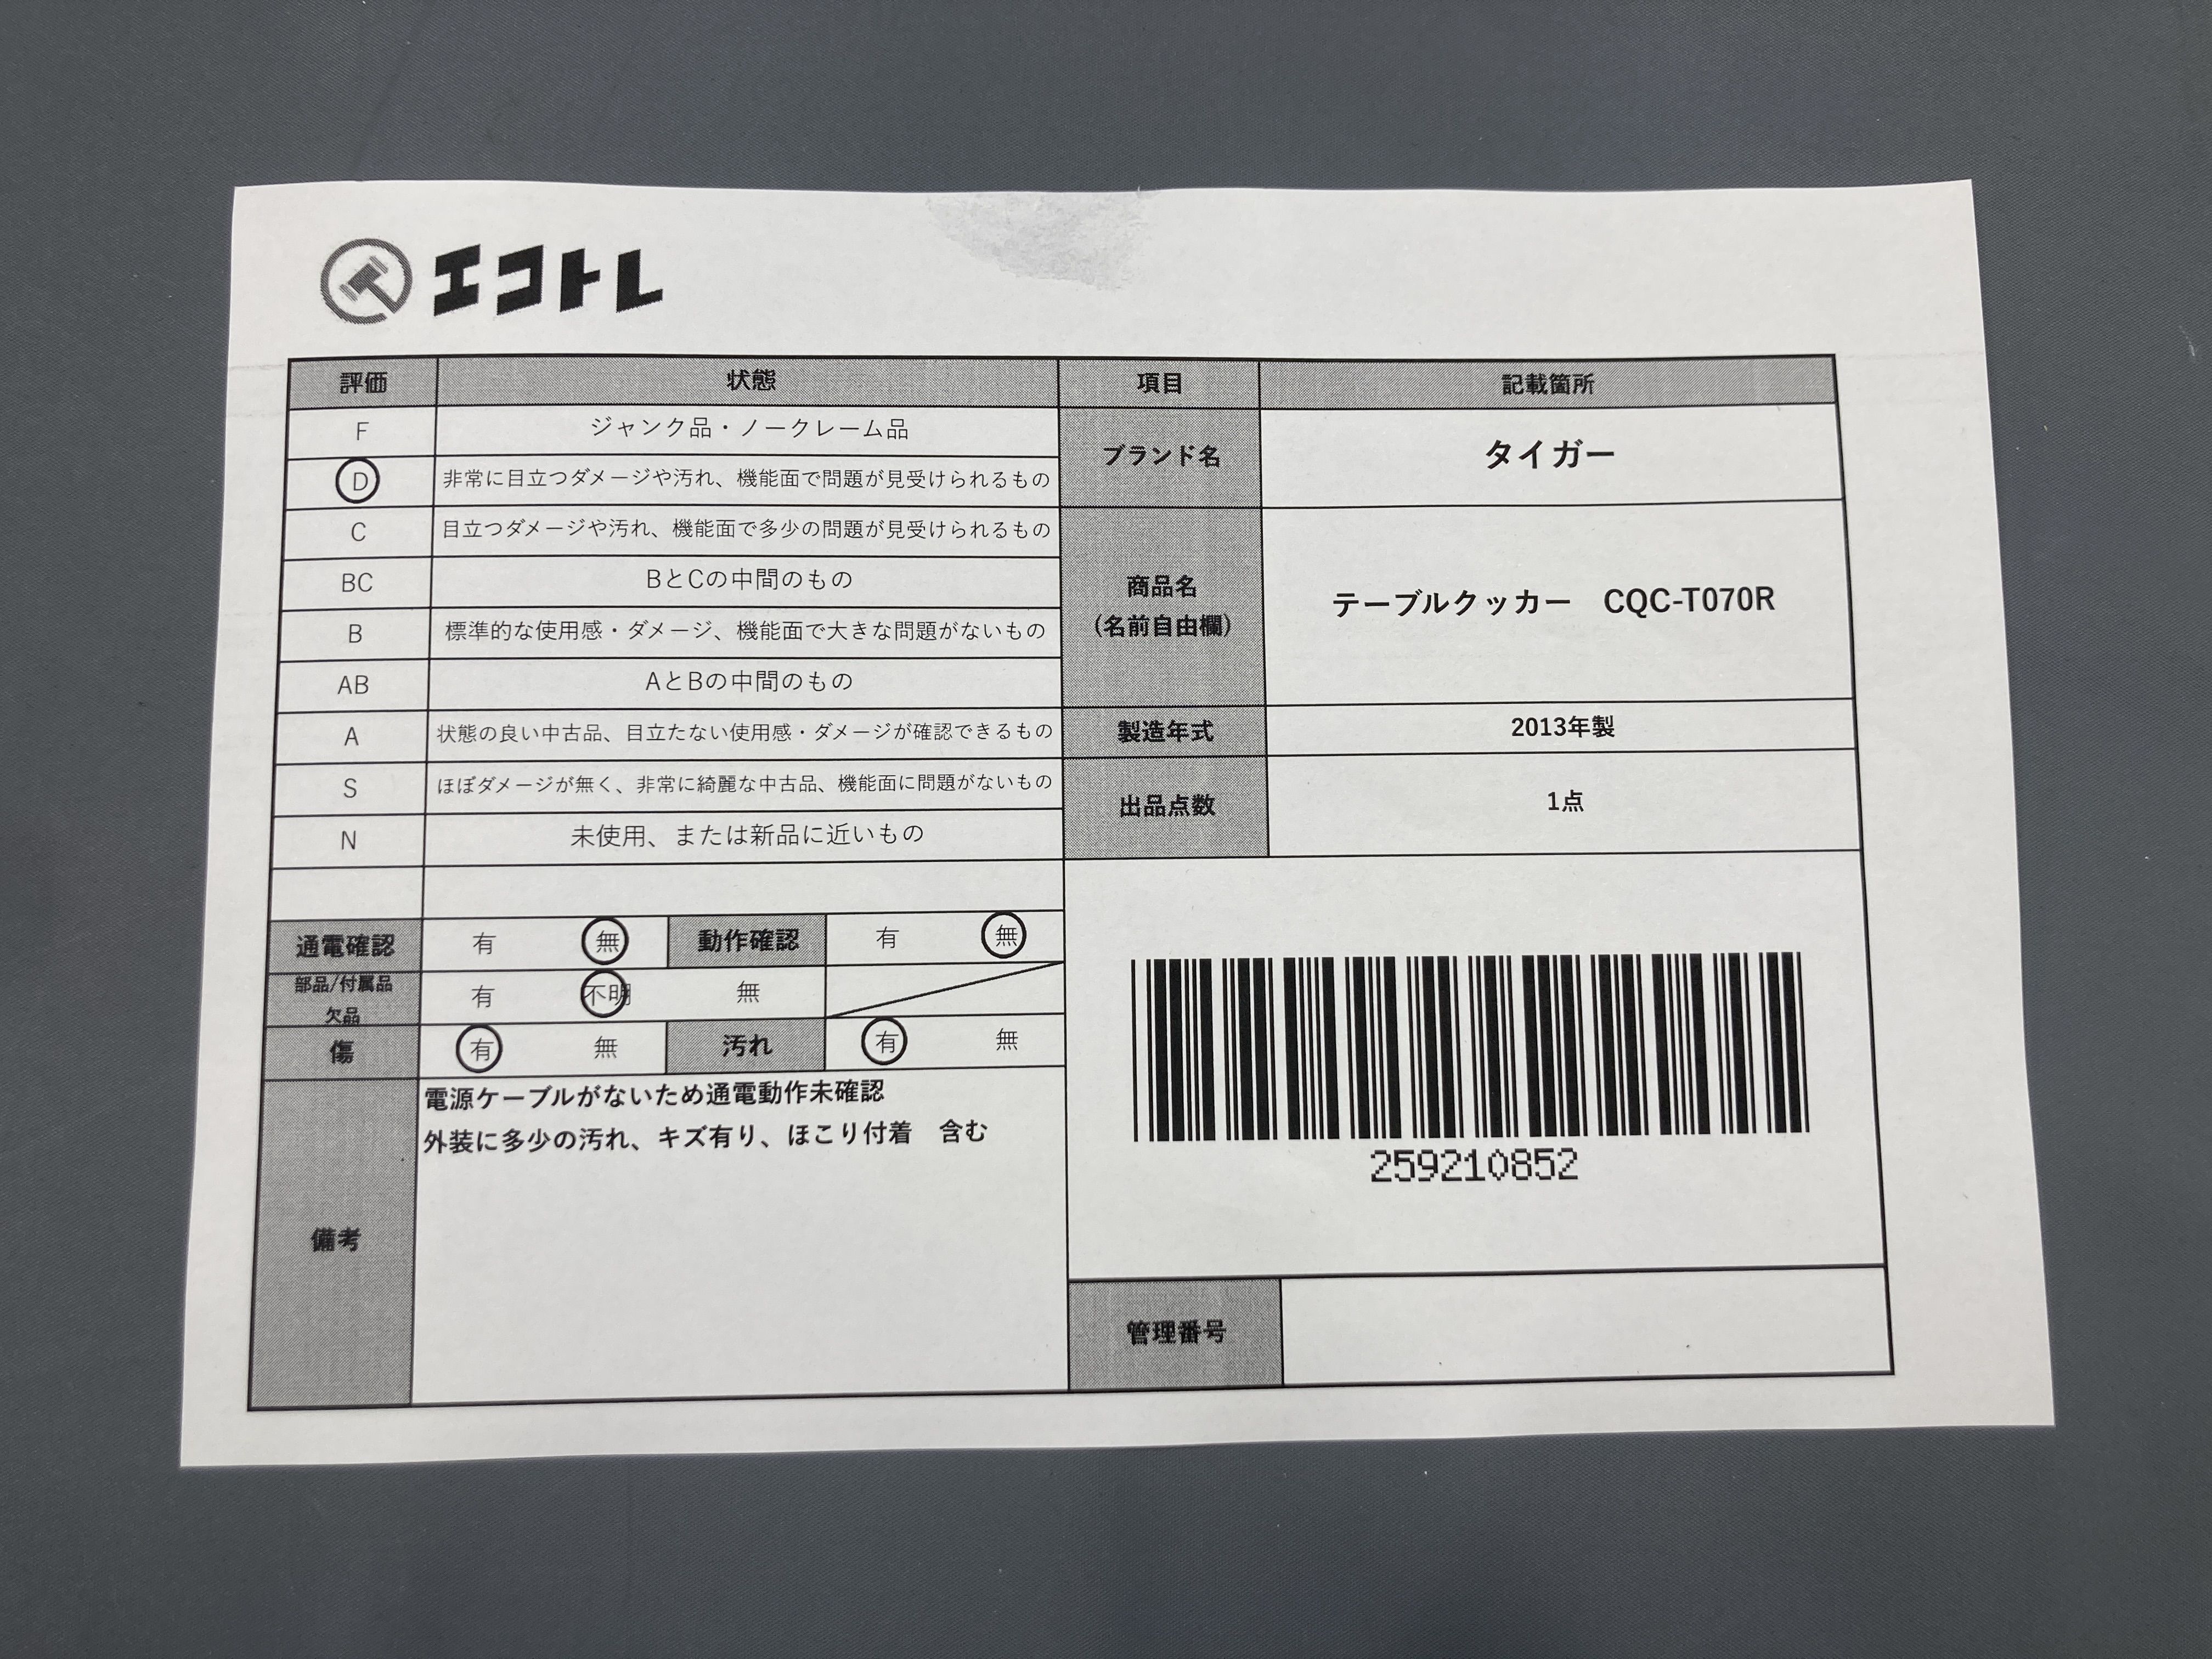 エコトレ
評価 状態 項目 記載箇所
F ジャンク品・ノークレーム品
D 非常に目立つダメージや汚れ、機能面で問題が見受けられるもの
ブランド名 タイガー
C 目立つダメージや汚れ、機能面で多少の問題が見受けられるもの
BC BとCの中間のもの
B 標準的な使用感・ダメージ、機能面で大きな問題がないもの
AB AとBの中間のもの
商品名
(名前自由欄)
テーブルクッカー CQC-T070R
A 状態の良い中古品、目立たない使用感・ダメージが確認できるもの
製造年式 2013年製
S ほぼダメージが無く、非常に綺麗な中古品、機能面に問題がないもの
N 未使用、または新品に近いもの
出品点数 1点
通電確認 有 無 動作確認 有 無
部品/付属品
欠品
有 不明 無
傷 有 無 汚れ 有 無
備考
電源ケーブルがないため通電動作未確認
外装に多少の汚れ、キズ有り、ほこり付着 含む
259210852
管理番号